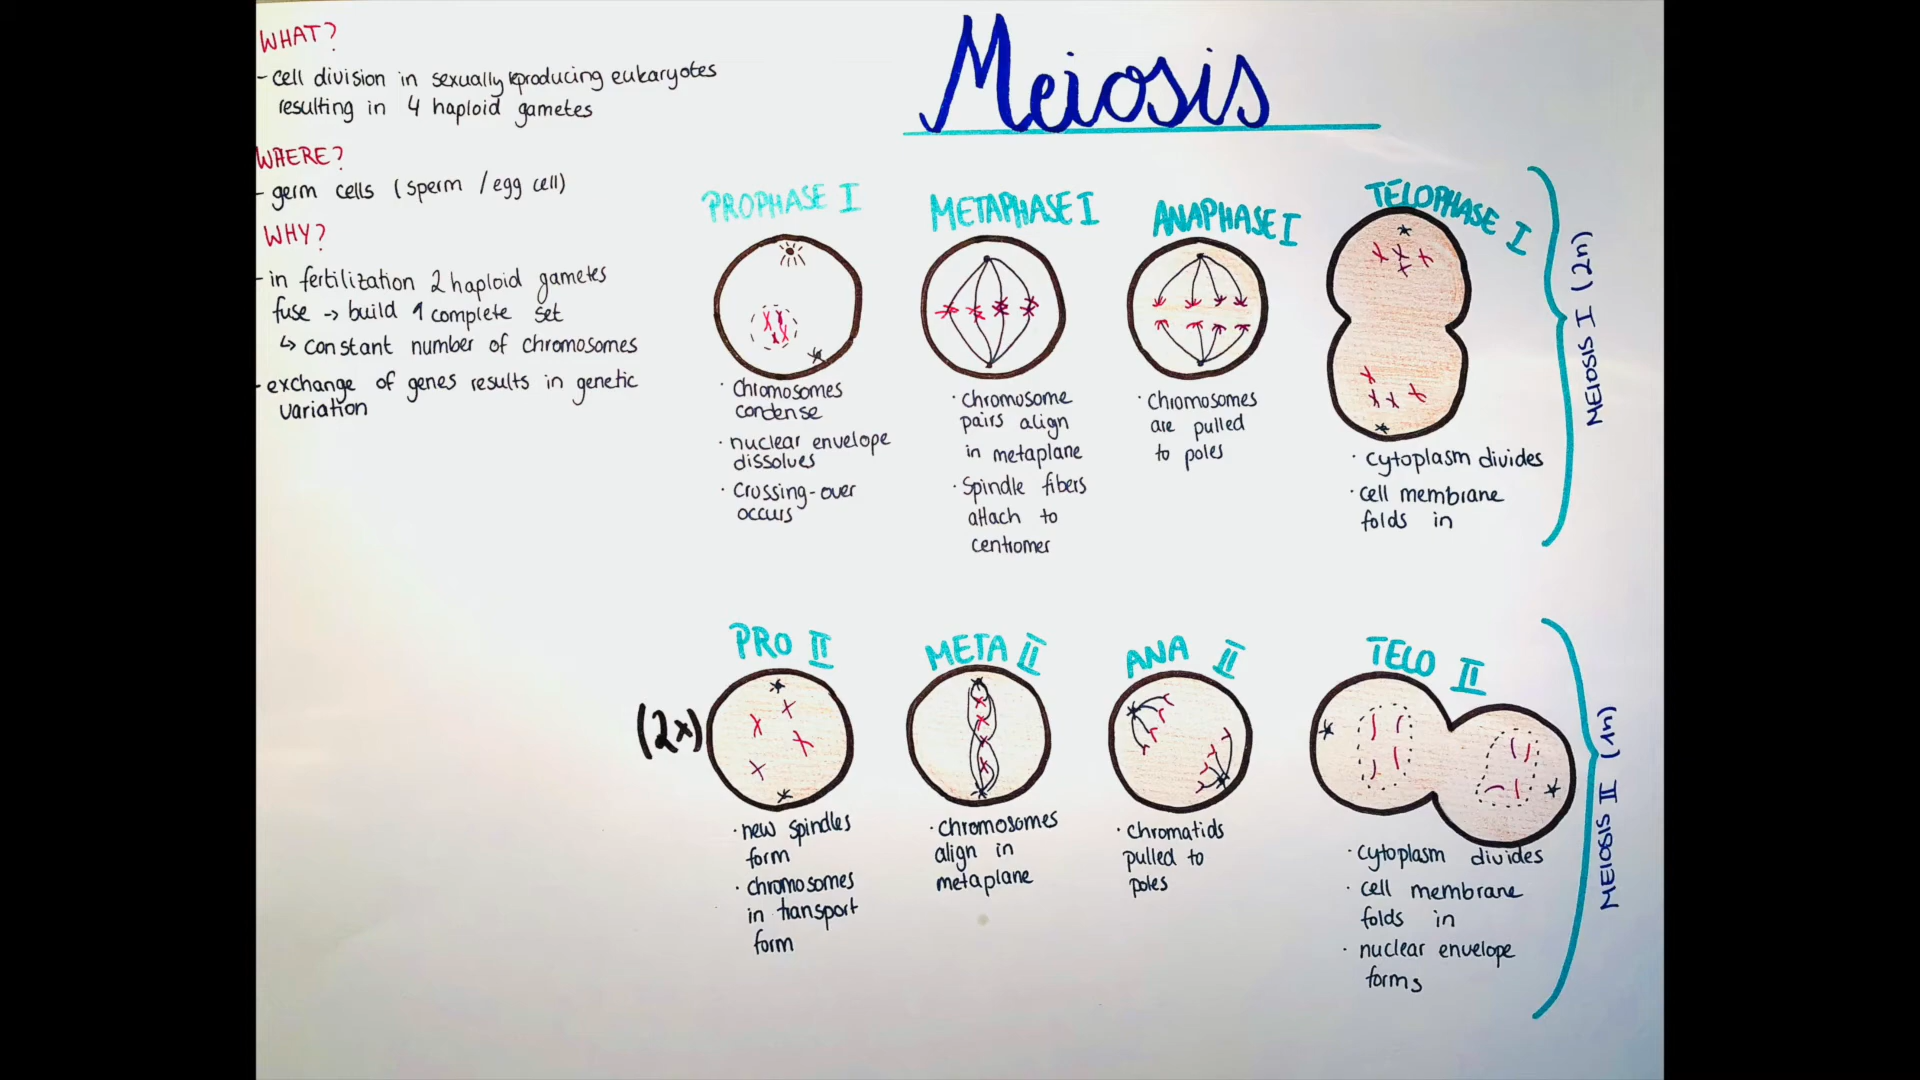 Meiosis
WHAT?
- cell division in sexually reproducing eukaryotes
resulting in 4 haploid gametes
WHERE?
- germ cells (sperm / egg cell)
WHY?
- in fertilization 2 haploid gametes
fuse → build 1 complete set
↳ constant number of chromosomes
- exchange of genes results in genetic
variation
PROPHASE I
· Chromosomes
condense
· nuclear envelope
dissolves
· Crossing-over
occurs
METAPHASE I
· Chromosome
pairs align
in metaplane
· Spindle fibers
attach to
centromer
ANAPHASE I
· Chromosomes
are pulled
to poles
TELOPHASE I
· cytoplasm divides
· cell membrane
folds in
MEIOSIS I (2n)
(2x)
PRO II
· new spindles
form
· chromosomes
in transport
form
META II
· chromosomes
align in
metaplane
ANA II
· chromatids
pulled to
poles
TELO II
· cytoplasm divides
· cell membrane
folds in
· nuclear envelope
forms
MEIOSIS II (1n)